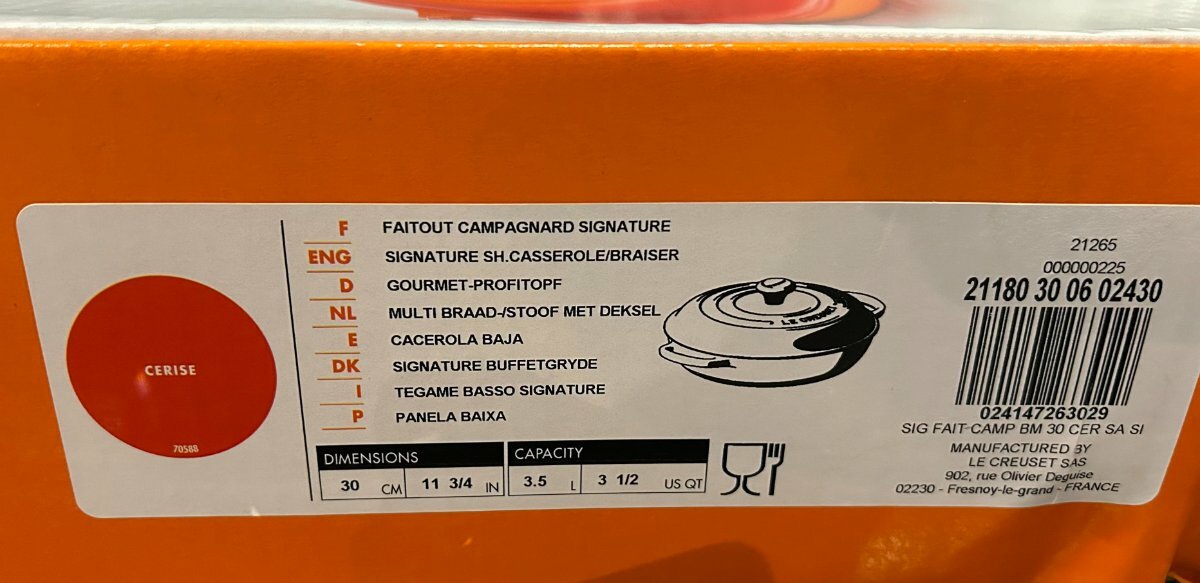 CERISE
7058B
F FAITOUT CAMPAGNARD SIGNATURE
ENG SIGNATURE SH.CASSEROLE/BRAISER
D GOURMET-PROFITOPF
NL MULTI BRAAD-/STOOF MET DEKSEL
E CACEROLA BAJA
DK SIGNATURE BUFFETGRYDE
I TEGAME BASSO SIGNATURE
P PANELA BAIXA
DIMENSIONS
30 CM 11 3/4 IN
CAPACITY
3.5 L 3 1/2 US QT
LE CREUSET
21265
000000225
21180 30 06 02430
024147263029
SIG FAIT-CAMP BM 30 CER SA SI
MANUFACTURED BY
LE CREUSET SAS
902, rue Olivier Deguise
02230 - Fresnoy-le-grand - FRANCE